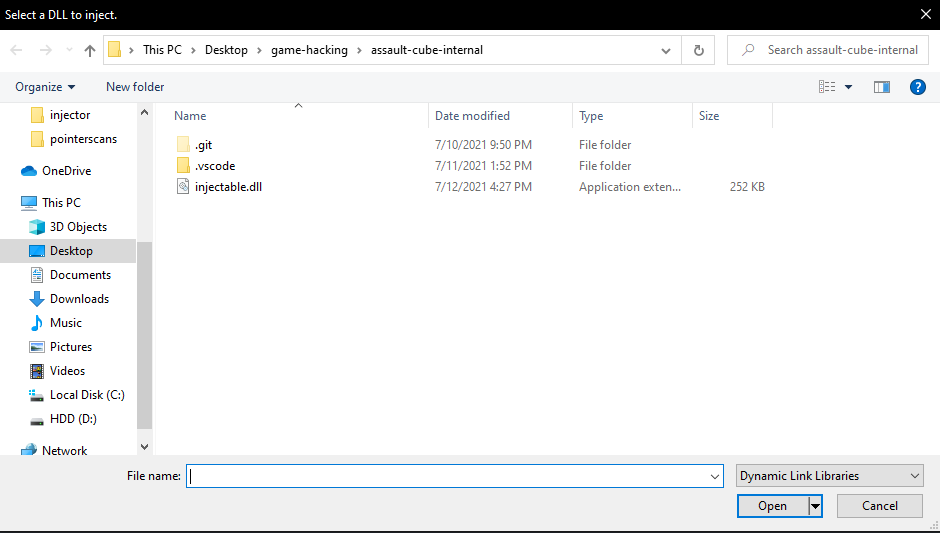 Select a DLL to inject.
This PC > Desktop > game-hacking > assault-cube-internal
Search assault-cube-internal
Organize
New folder
injector
pointerscans
OneDrive
This PC
3D Objects
Desktop
Documents
Downloads
Music
Pictures
Videos
Local Disk (C:)
HDD (D:)
Network
Name Date modified Type Size
.git 7/10/2021 9:50 PM File folder
.vscode 7/11/2021 1:52 PM File folder
injectable.dll 7/12/2021 4:27 PM Application exten... 252 KB
File name:
Dynamic Link Libraries
Open
Cancel